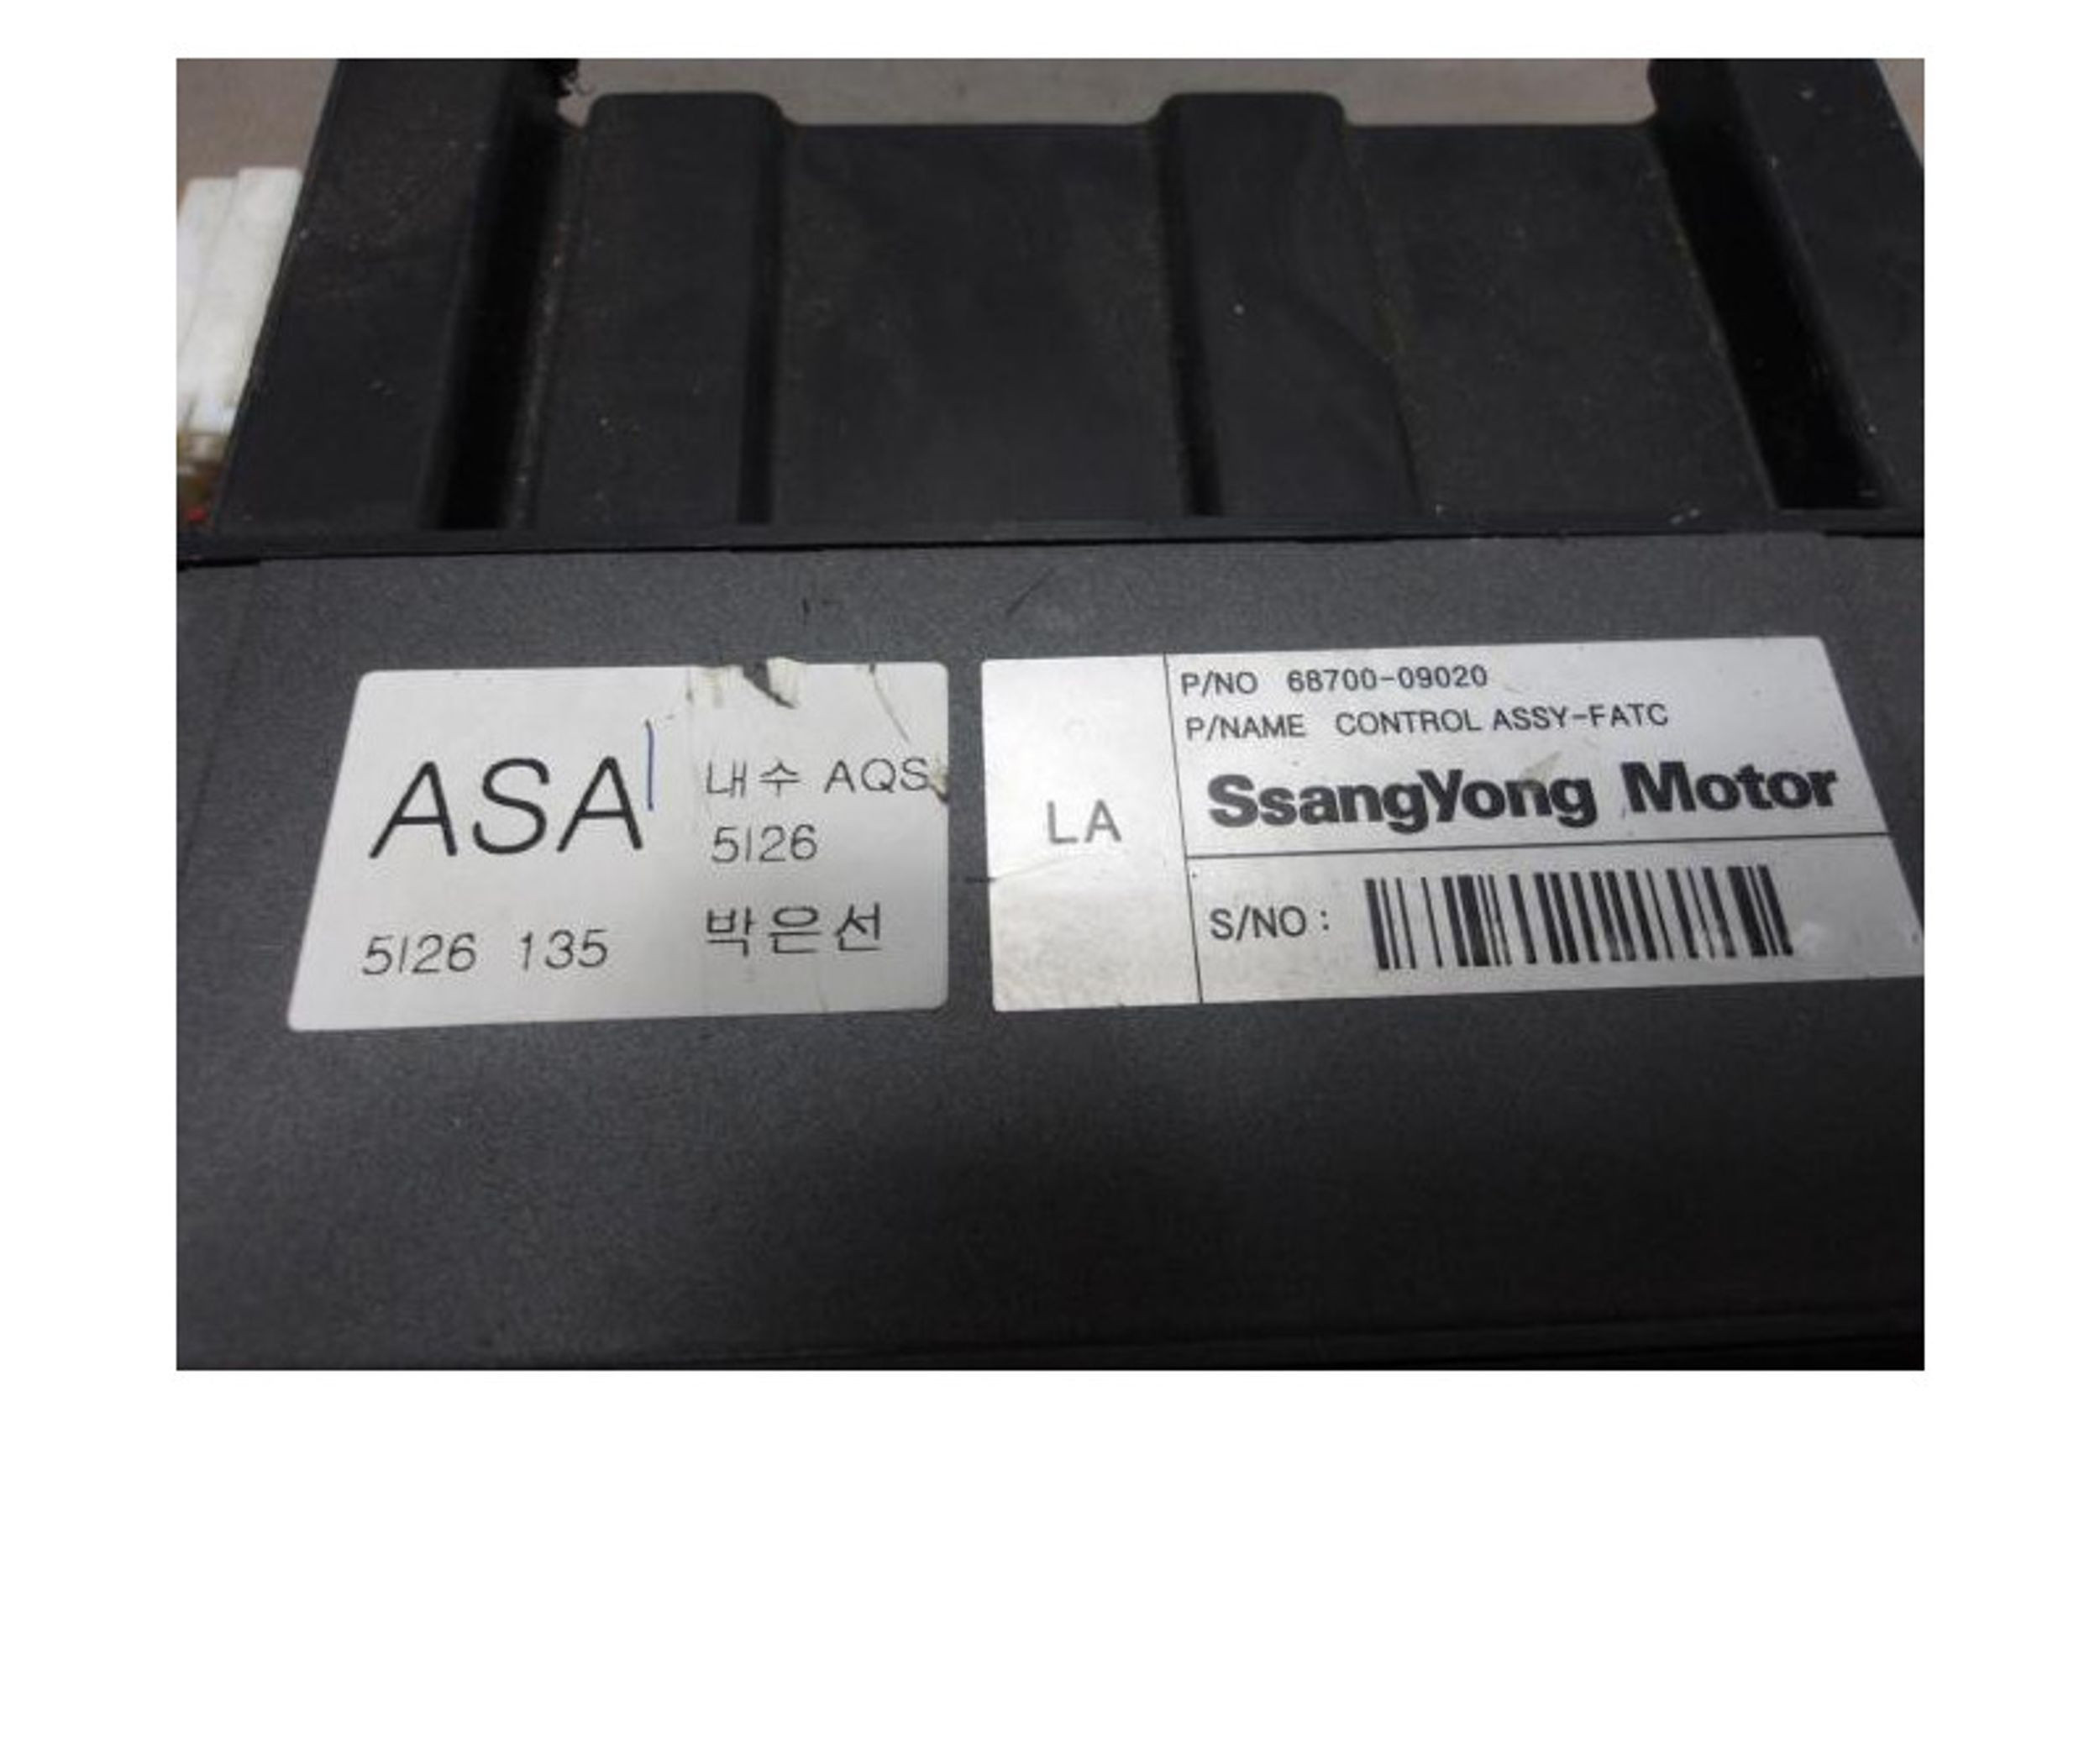 ASA
내수 AQS
5126
5126 135
박은선
LA
P/NO 68700-09020
P/NAME CONTROL ASSY-FATC
SsangYong Motor
S/NO :